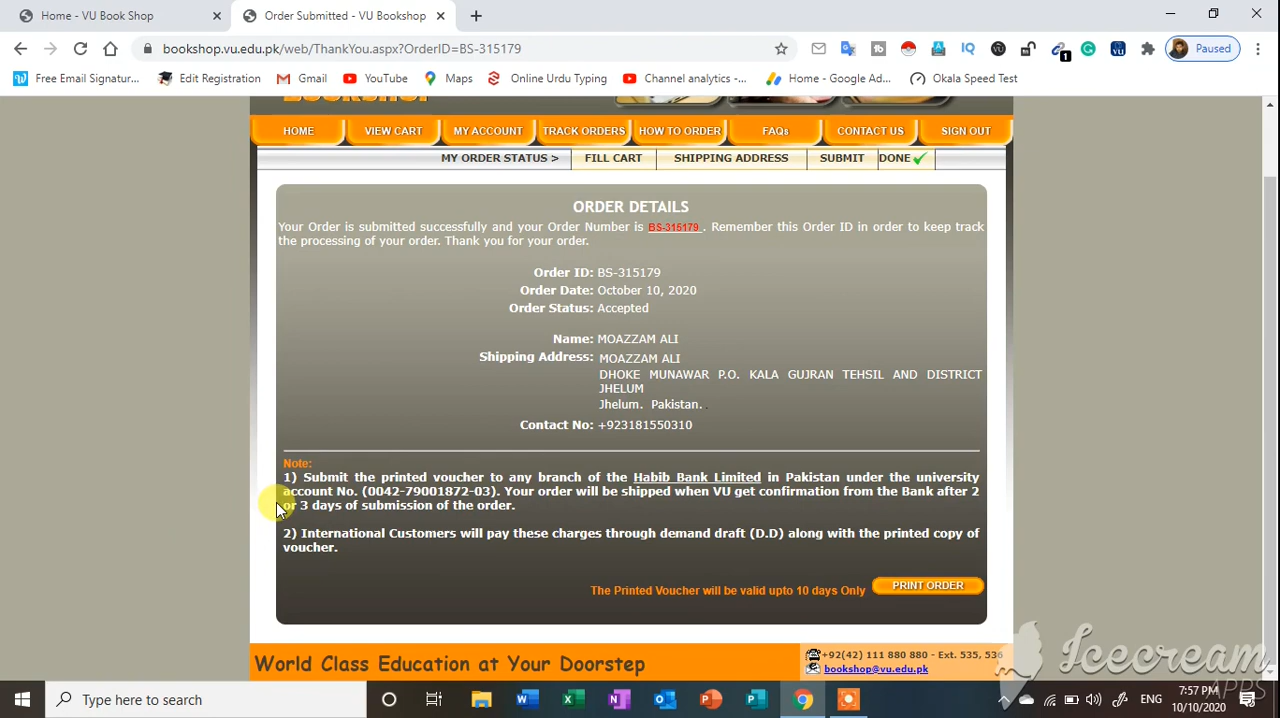 Home - VU Book Shop
Order Submitted - VU Bookshop
bookshop.vu.edu.pk/web/ThankYou.aspx?OrderID=BS-315179
Paused
Free Email Signatur...
Edit Registration
Gmail
YouTube
Maps
Online Urdu Typing
Channel analytics -...
Home - Google Ad...
Okala Speed Test
HOME
VIEW CART
MY ACCOUNT
TRACK ORDERS
HOW TO ORDER
FAQs
CONTACT US
SIGN OUT
MY ORDER STATUS >
FILL CART
SHIPPING ADDRESS
SUBMIT
DONE
ORDER DETAILS
Your Order is submitted successfully and your Order Number is BS-315179 . Remember this Order ID in order to keep track
the processing of your order. Thank you for your order.
Order ID: BS-315179
Order Date: October 10, 2020
Order Status: Accepted
Name: MOAZZAM ALI
Shipping Address: MOAZZAM ALI
DHOKE MUNAWAR P.O. KALA GUJRAN TEHSIL AND DISTRICT
JHELUM
Jhelum. Pakistan. .
Contact No: +923181550310
Note:
1) Submit the printed voucher to any branch of the Habib Bank Limited in Pakistan under the university
account No. (0042-79001872-03). Your order will be shipped when VU get confirmation from the Bank after 2
or 3 days of submission of the order.
2) International Customers will pay these charges through demand draft (D.D) along with the printed copy of
voucher.
The Printed Voucher will be valid upto 10 days Only
PRINT ORDER
World Class Education at Your Doorstep
+92(42) 111 880 880 - Ext. 535, 536
bookshop@vu.edu.pk
Icecream
APPS
Type here to search
ENG
7:57 PM
10/10/2020